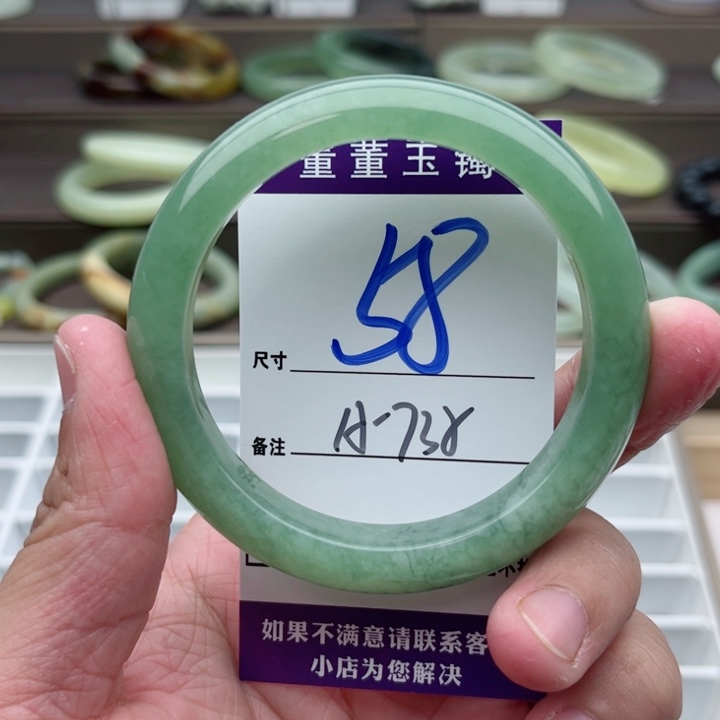 董董玉镯
58
尺寸
A-738
备注
如果不满意请联系客
小店为您解决